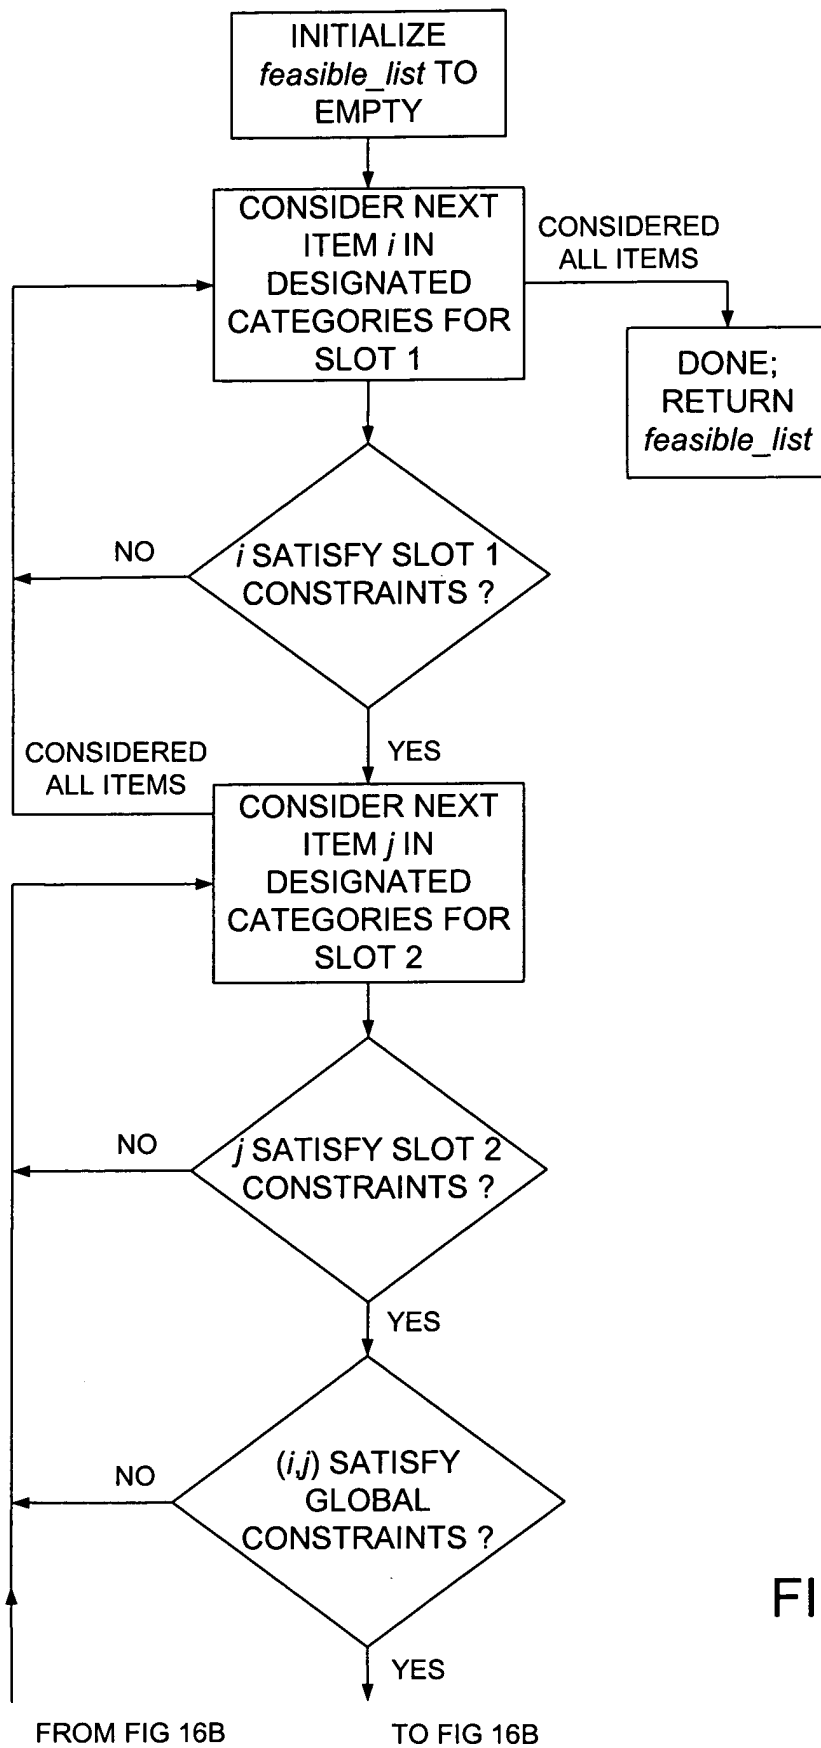 INITIALIZE
feasible_list TO
EMPTY
CONSIDER NEXT
ITEM i IN
DESIGNATED
CATEGORIES FOR
SLOT 1
CONSIDERED
ALL ITEMS
DONE;
RETURN
feasible_list
i SATISFY SLOT 1
CONSTRAINTS ?
NO
YES
CONSIDERED
ALL ITEMS
CONSIDER NEXT
ITEM j IN
DESIGNATED
CATEGORIES FOR
SLOT 2
j SATISFY SLOT 2
CONSTRAINTS ?
NO
YES
(i,j) SATISFY
GLOBAL
CONSTRAINTS ?
NO
YES
FI
FROM FIG 16B
TO FIG 16B